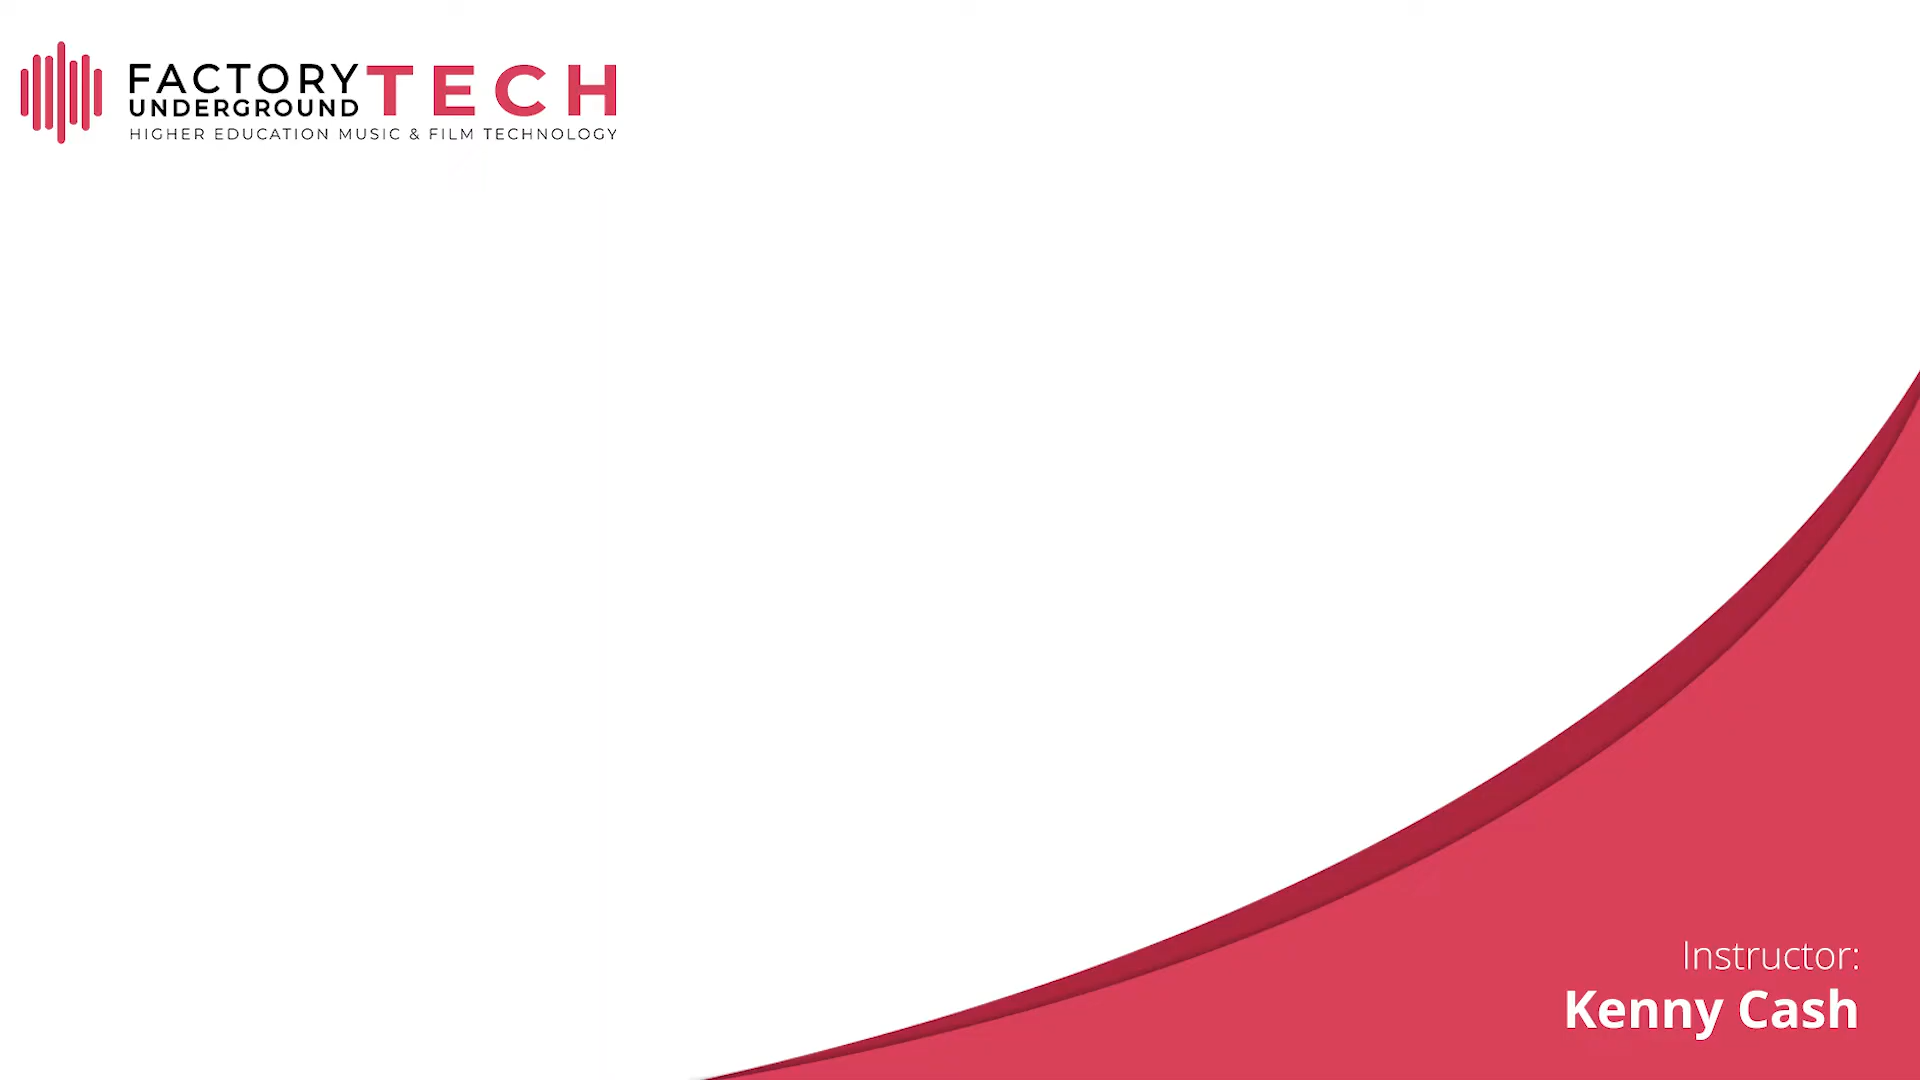 FACTORY TECH
UNDERGROUND
HIGHER EDUCATION MUSIC & FILM TECHNOLOGY
Instructor:
Kenny Cash